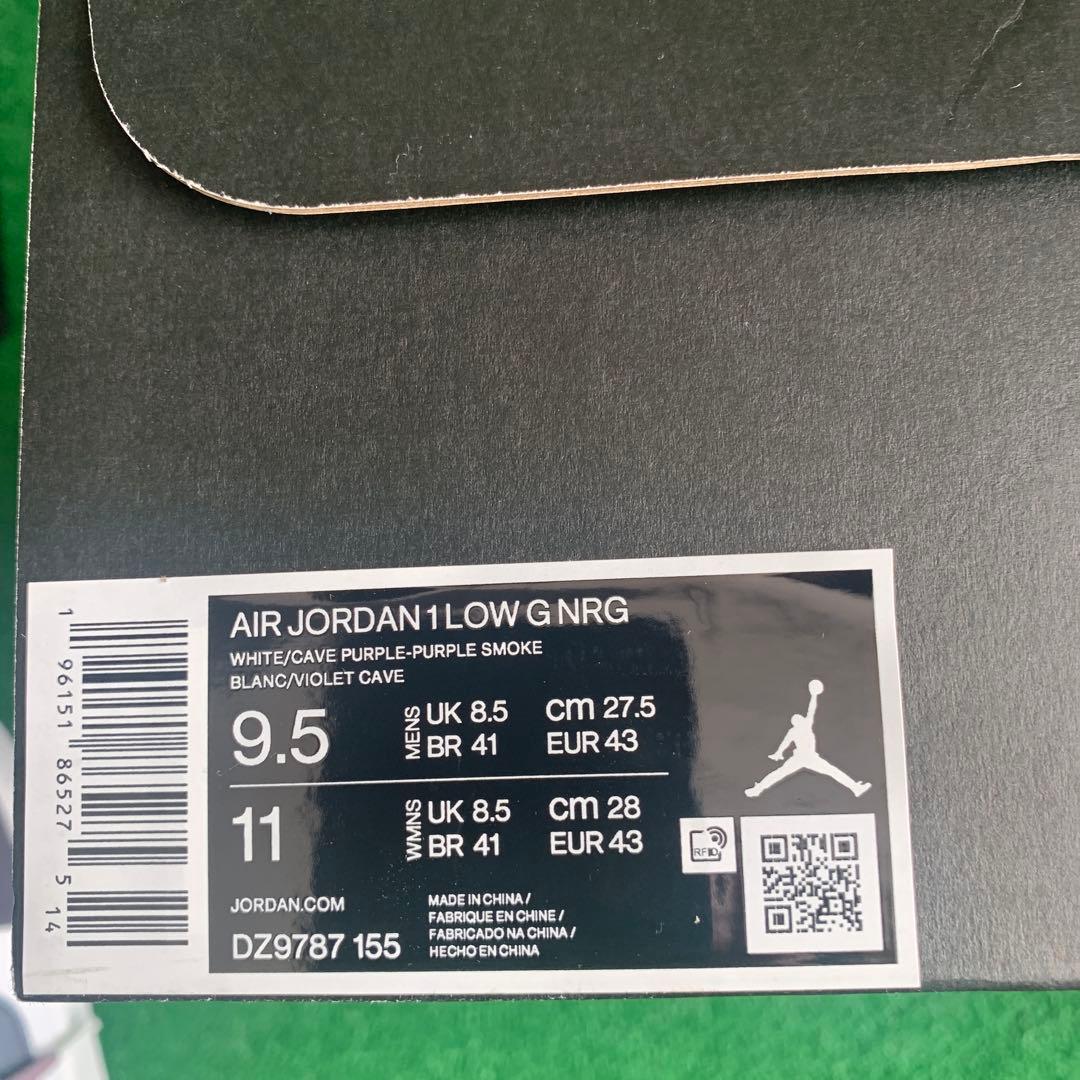 AIR JORDAN 1 LOW G NRG
WHITE/CAVE PURPLE-PURPLE SMOKE
BLANC/VIOLET CAVE
9.5
MENS
UK 8.5 cm 27.5
BR 41 EUR 43
11
WMNS
UK 8.5 cm 28
BR 41 EUR 43
RFID
JORDAN.COM
DZ9787 155
MADE IN CHINA /
FABRIQUE EN CHINE /
FABRICADO NA CHINA /
HECHO EN CHINA
1 96151 86527 5 14